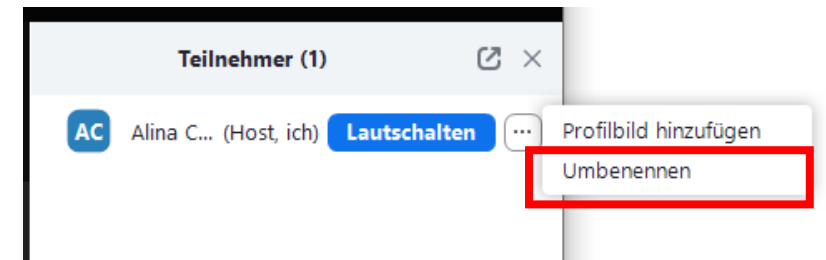 Teilnehmer (1)
AC Alina C... (Host, ich) Lautschalten ...
Profilbild hinzufügen
Umbenennen